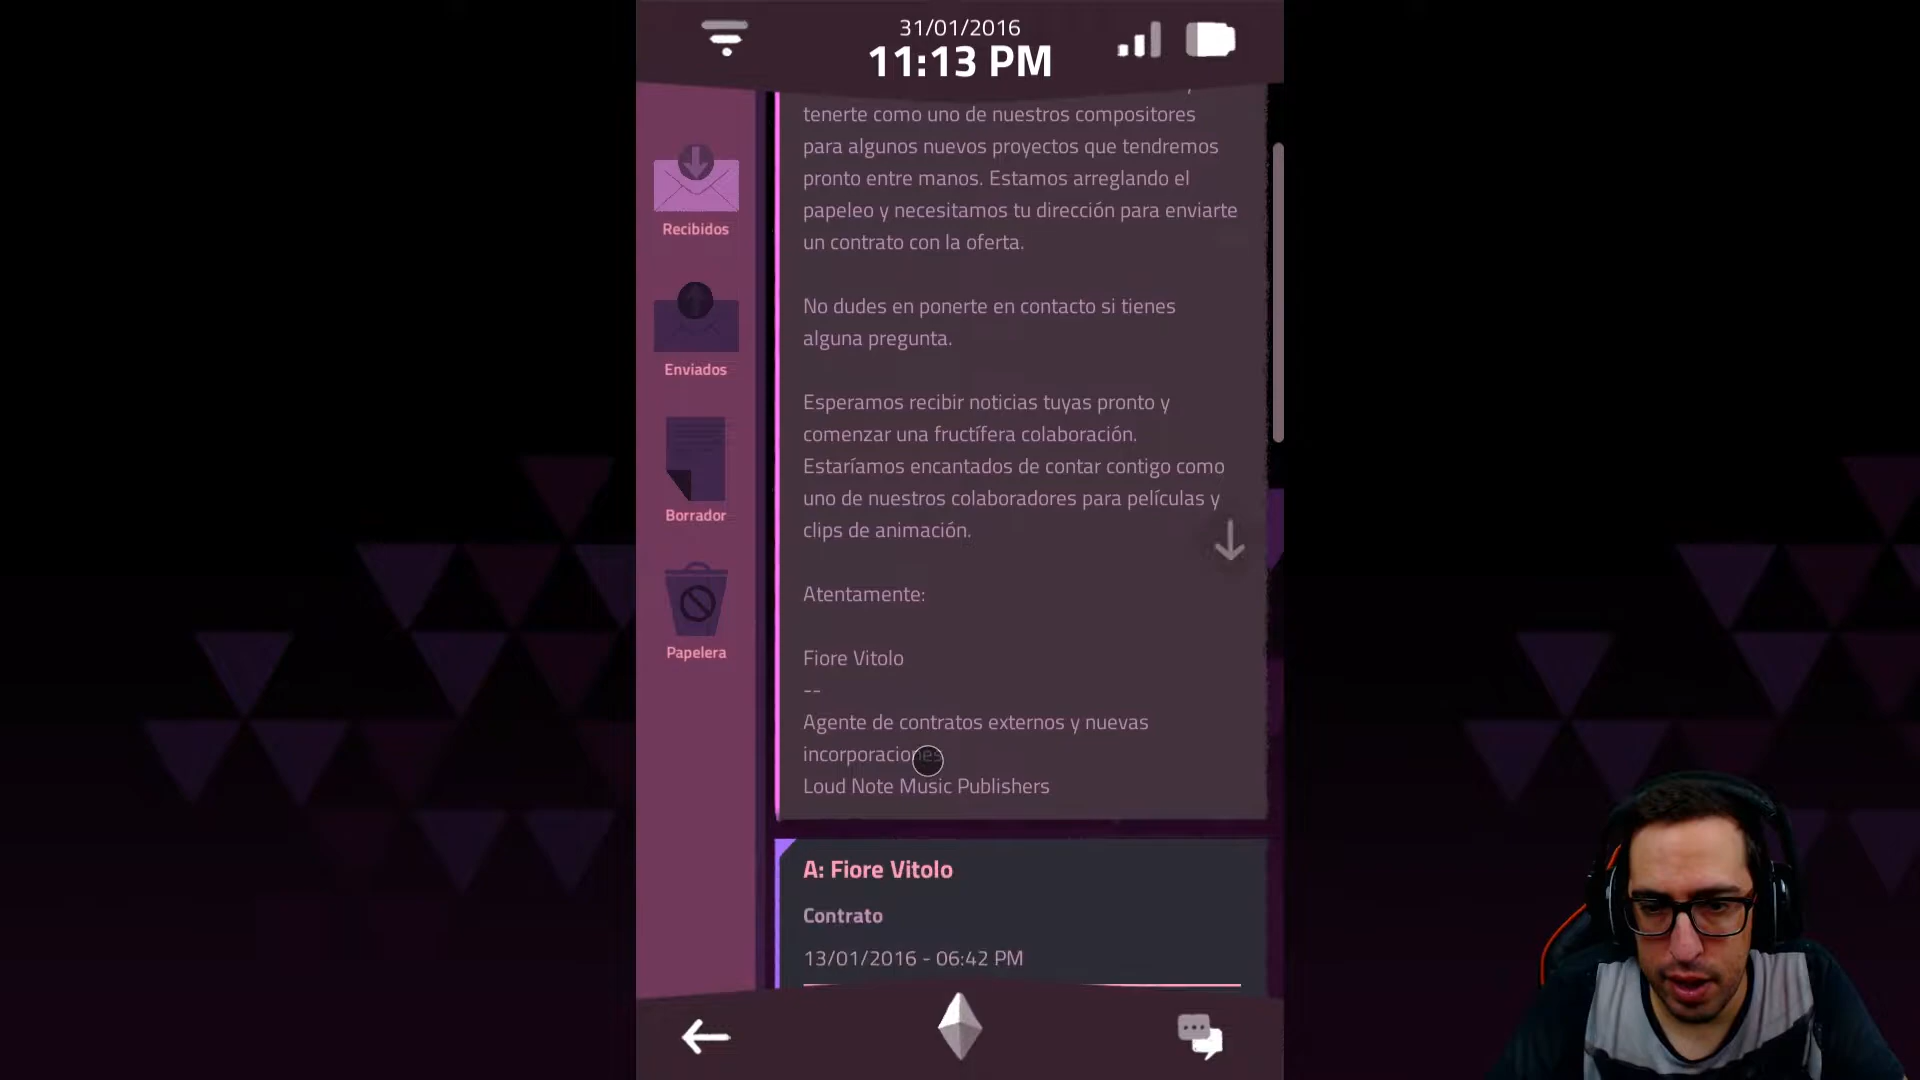 31/01/2016
11:13 PM
Recibidos
Enviados
Borrador
Papelera
tenerte como uno de nuestros compositores
para algunos nuevos proyectos que tendremos
pronto entre manos. Estamos arreglando el
papeleo y necesitamos tu dirección para enviarte
un contrato con la oferta.
No dudes en ponerte en contacto si tienes
alguna pregunta.
Esperamos recibir noticias tuyas pronto y
comenzar una fructífera colaboración.
Estaríamos encantados de contar contigo como
uno de nuestros colaboradores para películas y
clips de animación.
Atentamente:
Fiore Vitolo
--
Agente de contratos externos y nuevas
incorporaciones
Loud Note Music Publishers
A: Fiore Vitolo
Contrato
13/01/2016 - 06:42 PM